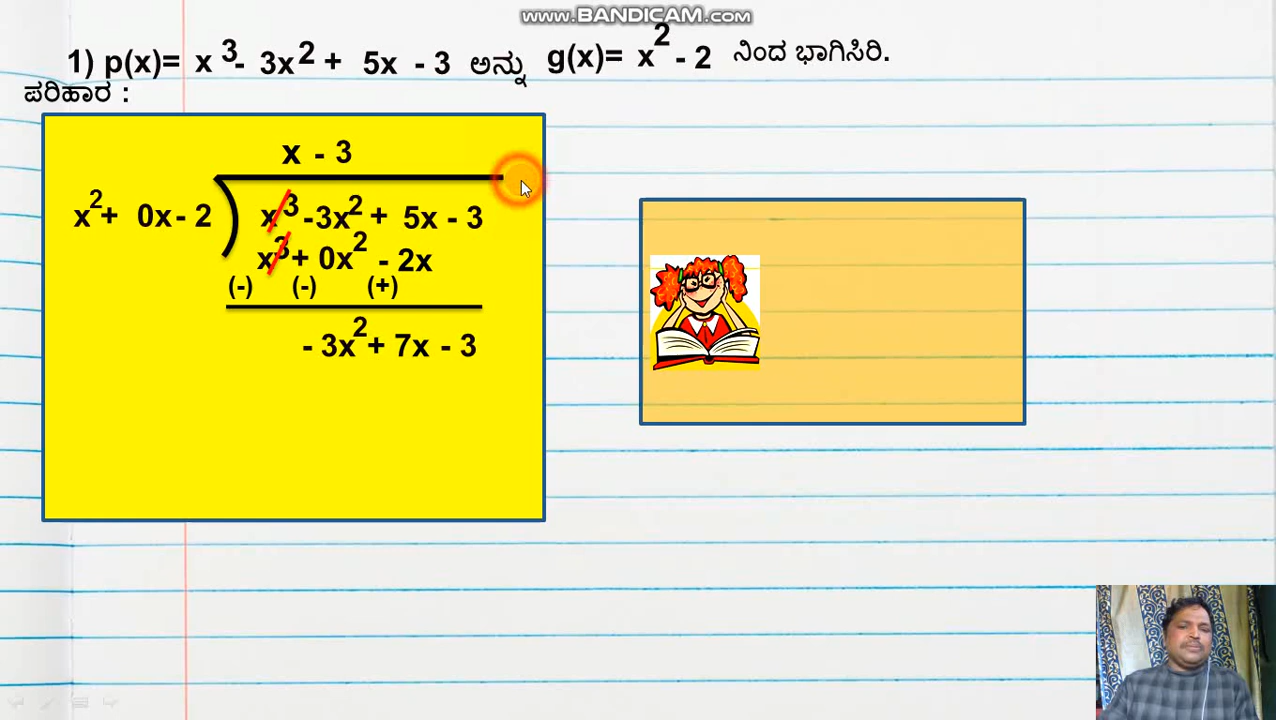 www.BANDICAM.com
1) p(x)= x³- 3x² + 5x - 3 ಅನ್ನು g(x)= x² - 2 ನಿಂದ ಭಾಗಿಸಿರಿ.
ಪರಿಹಾರ :
x - 3
x²+ 0x - 2 ) x³ -3x² + 5x - 3
x³+ 0x² - 2x
(-) (-) (+)
- 3x²+ 7x - 3